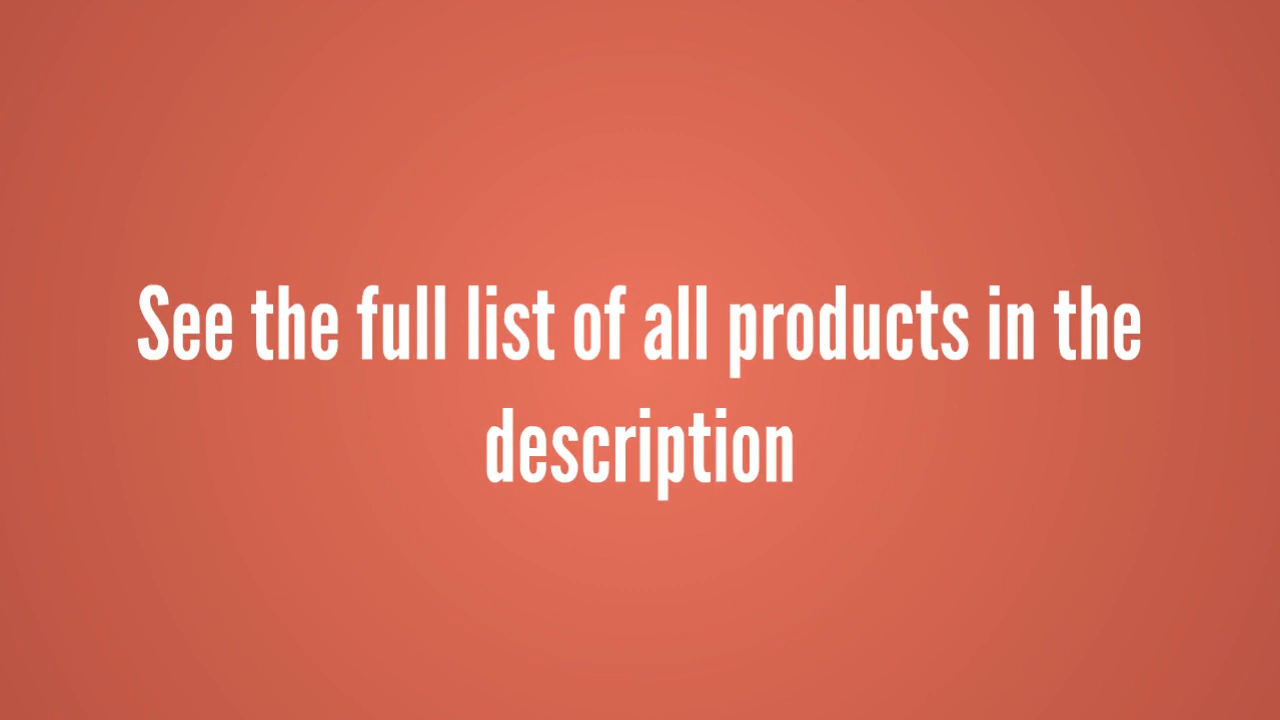 See the full list of all products in the
description